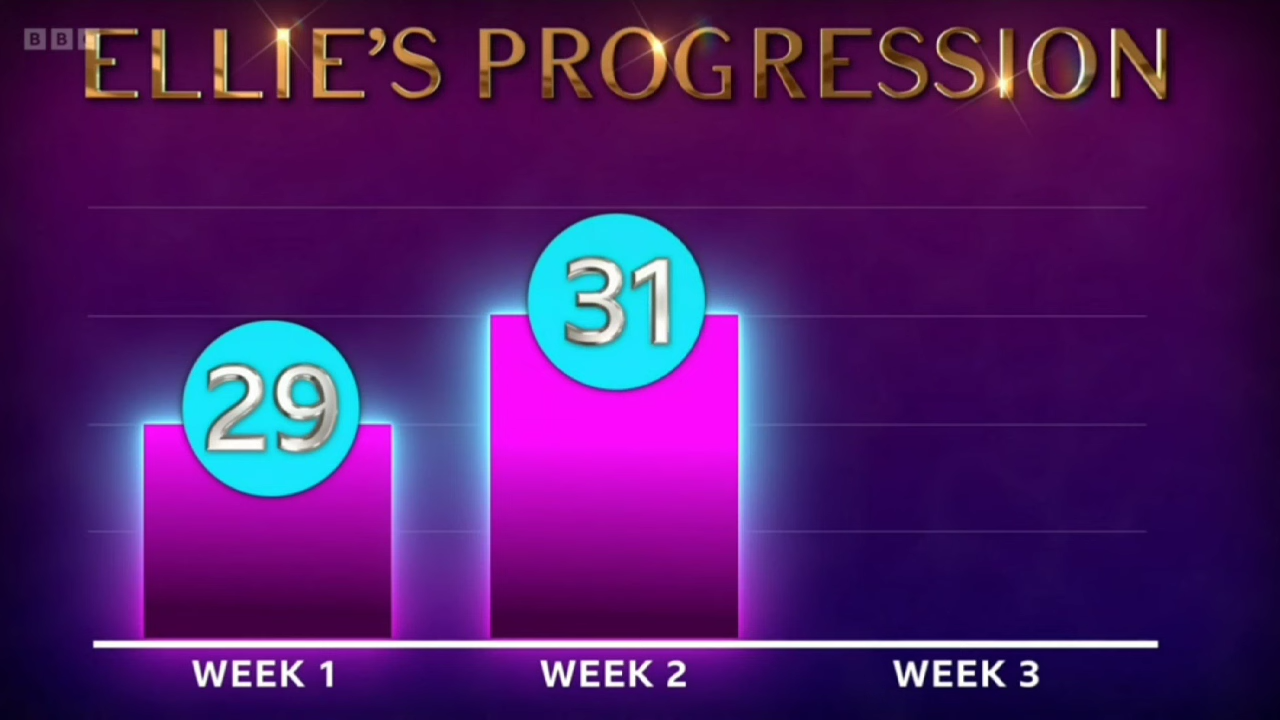 BBC
ELLIE'S PROGRESSION
31
29
WEEK 1 WEEK 2 WEEK 3